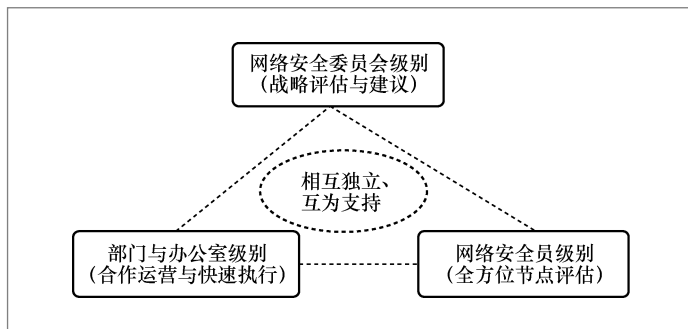 网络安全委员会级别
（战略评估与建议）
相互独立、
互为支持
部门与办公室级别
（合作运营与快速执行）
网络安全员级别
（全方位节点评估）